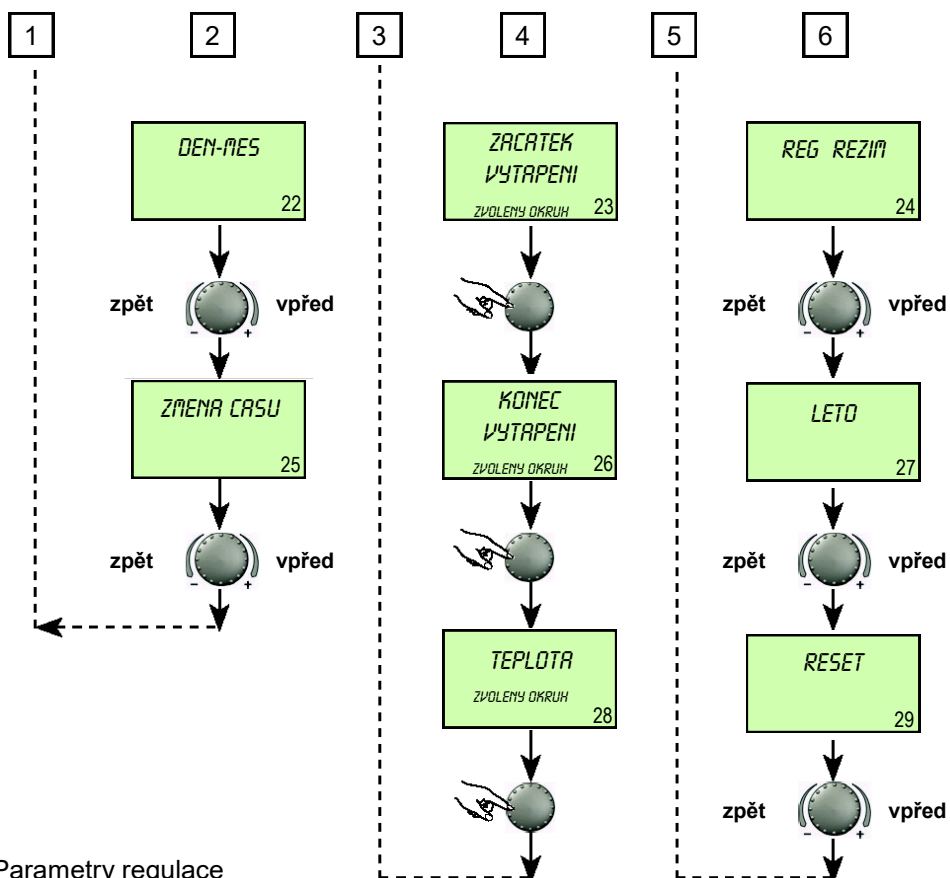 1 2 3 4 5 6
DEN-MES
22
ZACATEK
VYTAPENI
ZVOLENY OKRUH 23
REG REZIM
24
zpět vpřed
- +
zpět vpřed
- +
ZMENA CASU
25
KONEC
VYTAPENI
ZVOLENY OKRUH 26
LETO
27
zpět vpřed
- +
zpět vpřed
- +
TEPLOTA
ZVOLENY OKRUH
28
RESET
29
zpět vpřed
- +
Parametry regulace